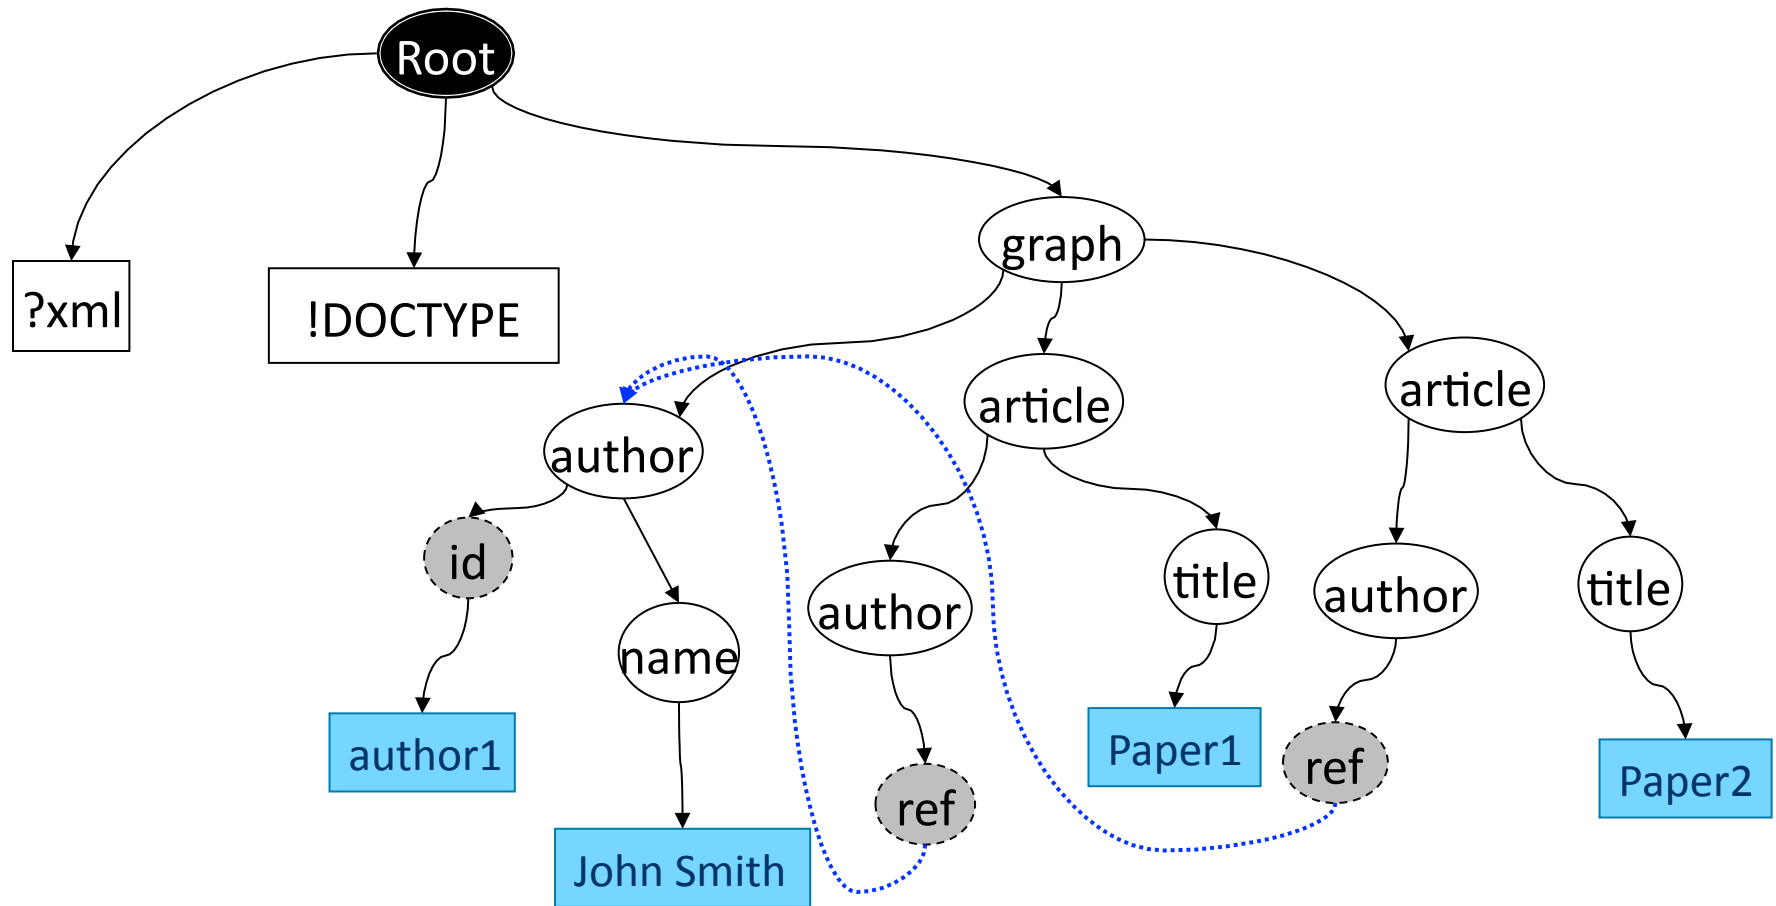 Root
graph
?xml
!DOCTYPE
article
article
author
id
title
title
author
author
name
author1
Paper1
ref
Paper2
ref
John Smith